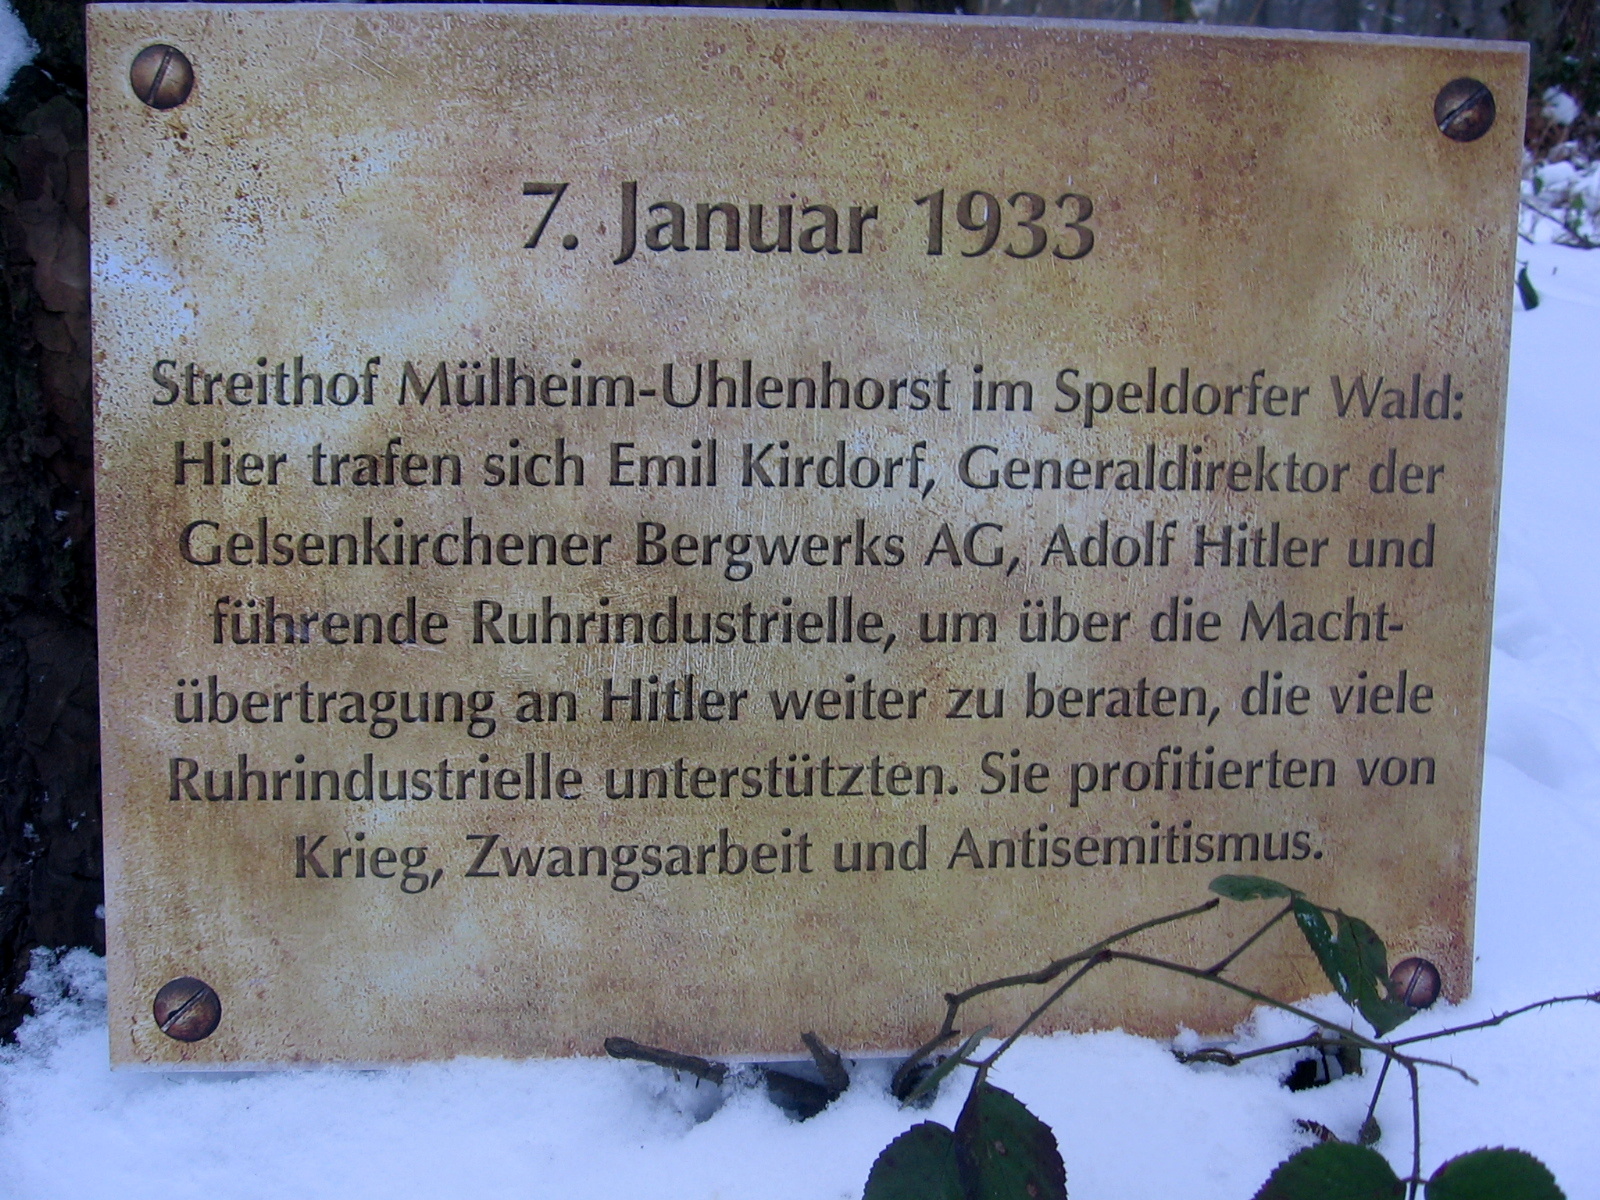 7. Januar 1933
Streithof Mülheim-Uhlenhorst im Speldorfer Wald:
Hier trafen sich Emil Kirdorf, Generaldirektor der
Gelsenkirchener Bergwerks AG, Adolf Hitler und
führende Ruhrindustrielle, um über die Macht-
übertragung an Hitler weiter zu beraten, die viele
Ruhrindustrielle unterstützten. Sie profitierten von
Krieg, Zwangsarbeit und Antisemitismus.